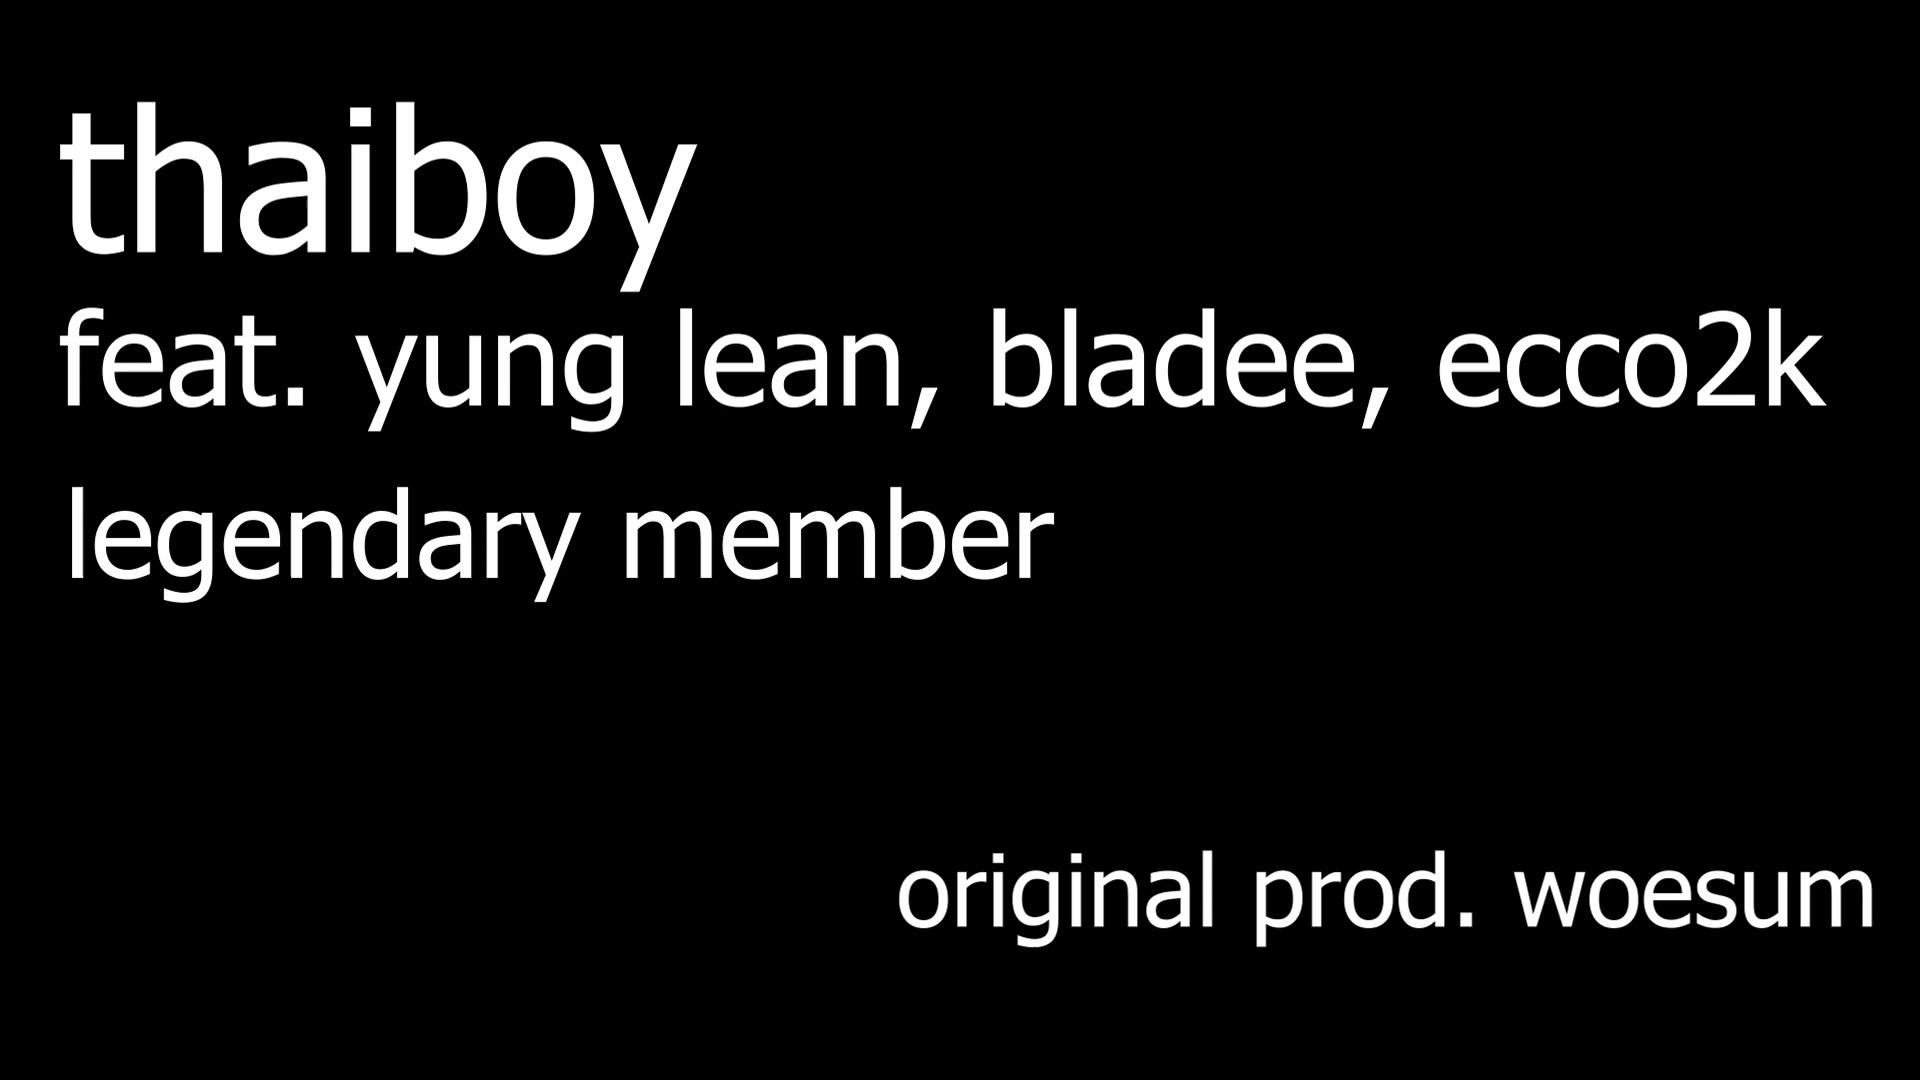 thaiboy
feat. yung lean, bladee, ecco2k
legendary member
original prod. woesum